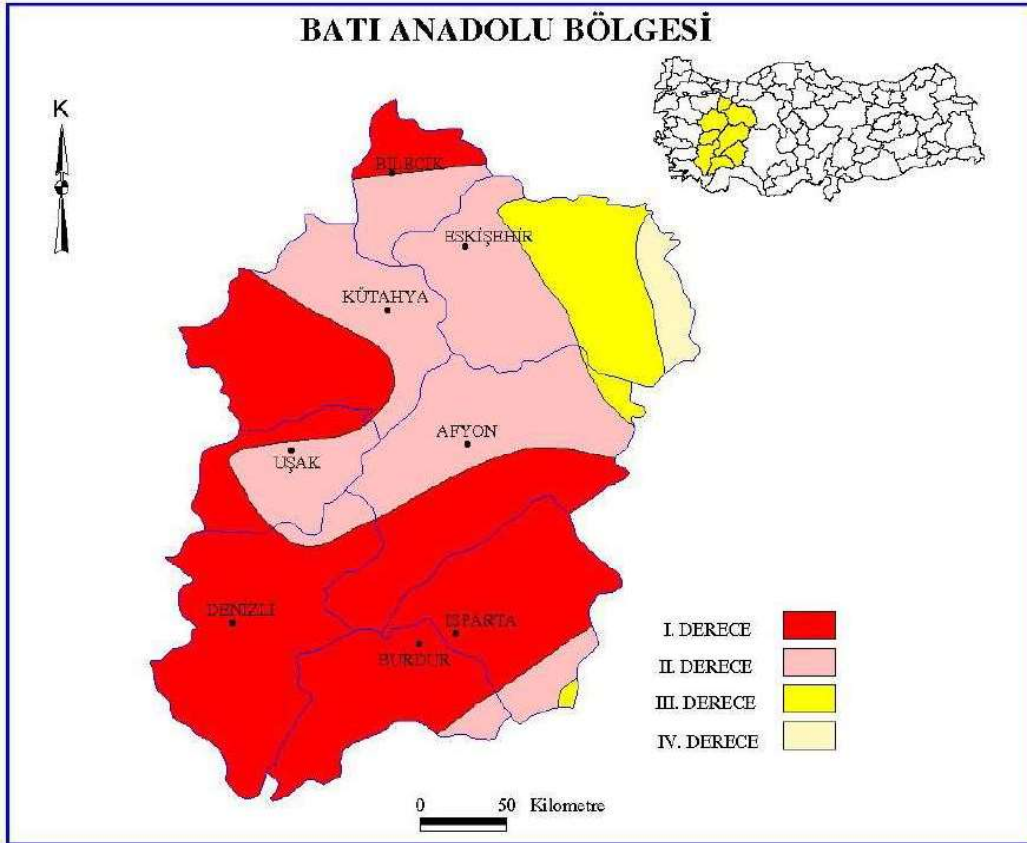 BATI ANADOLU BÖLGESİ
K
BİLECİK
ESKİŞEHİR
KÜTAHYA
AFYON
UŞAK
DENİZLİ
ISPARTA
BURDUR
I. DERECE
II. DERECE
III. DERECE
IV. DERECE
0 50 Kilometre